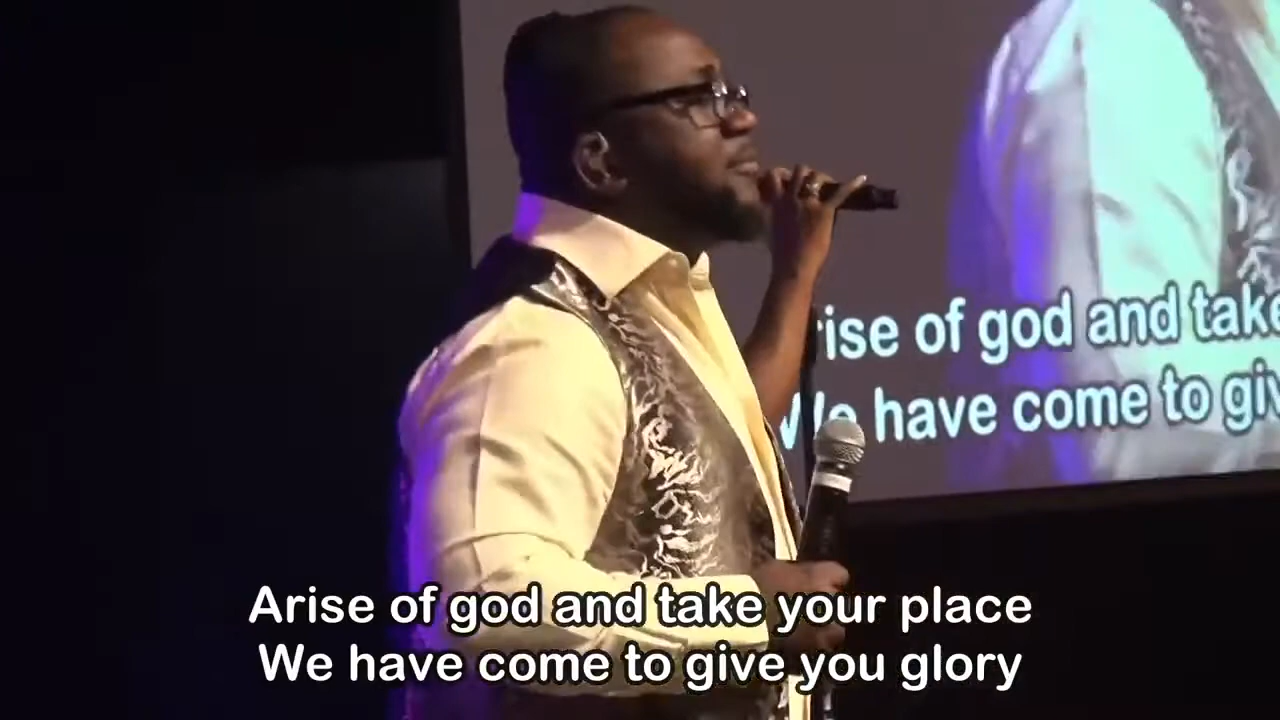 rise of god and take
We have come to giv
Arise of god and take your place
We have come to give you glory